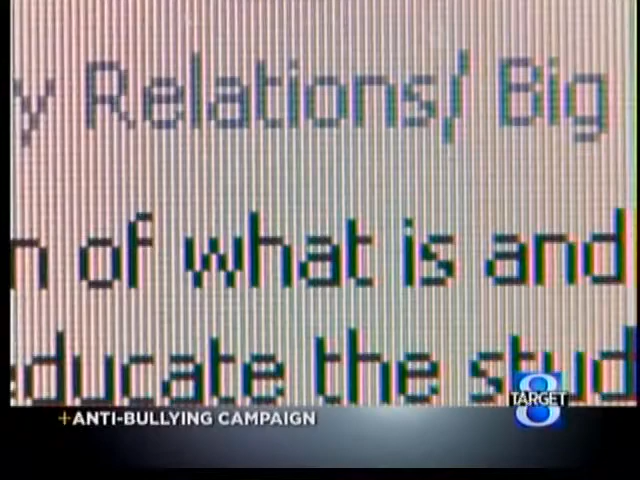 y Relations/ Big
n of what is and
educate the stud
+ANTI-BULLYING CAMPAIGN
8
TARGET